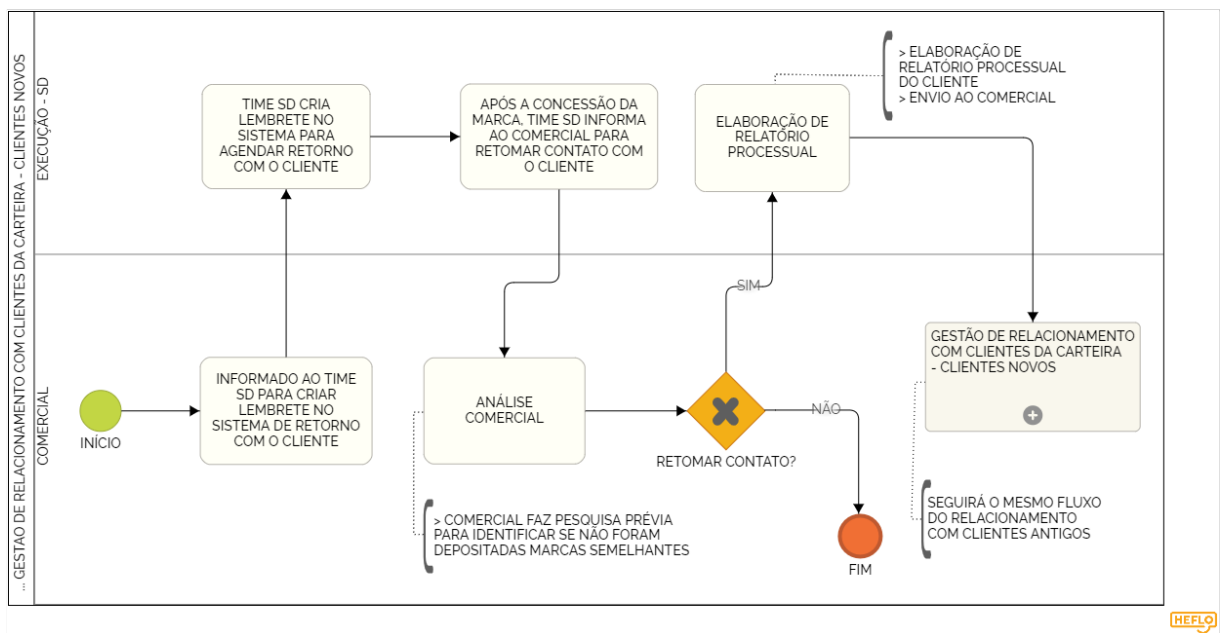 ... GESTÃO DE RELACIONAMENTO COM CLIENTES DA CARTEIRA - CLIENTES NOVOS
EXECUÇÃO - SD
TIME SD CRIA
LEMBRETE NO
SISTEMA PARA
AGENDAR RETORNO
COM O CLIENTE
APÓS A CONCESSÃO DA
MARCA. TIME SD INFORMA
AO COMERCIAL PARA
RETOMAR CONTATO COM
O CLIENTE
ELABORAÇÃO DE
RELATÓRIO
PROCESSUAL
> ELABORAÇÃO DE
RELATÓRIO PROCESSUAL
DO CLIENTE
> ENVIO AO COMERCIAL
COMERCIAL
INÍCIO
INFORMADO AO TIME
SD PARA CRIAR
LEMBRETE NO
SISTEMA DE RETORNO
COM O CLIENTE
ANÁLISE
COMERCIAL
> COMERCIAL FAZ PESQUISA PRÉVIA
PARA IDENTIFICAR SE NÃO FORAM
DEPOSITADAS MARCAS SEMELHANTES
RETOMAR CONTATO?
SIM
NÃO
FIM
GESTÃO DE RELACIONAMENTO
COM CLIENTES DA CARTEIRA
- CLIENTES NOVOS
SEGUIRÁ O MESMO FLUXO
DO RELACIONAMENTO
COM CLIENTES ANTIGOS
HEFLO